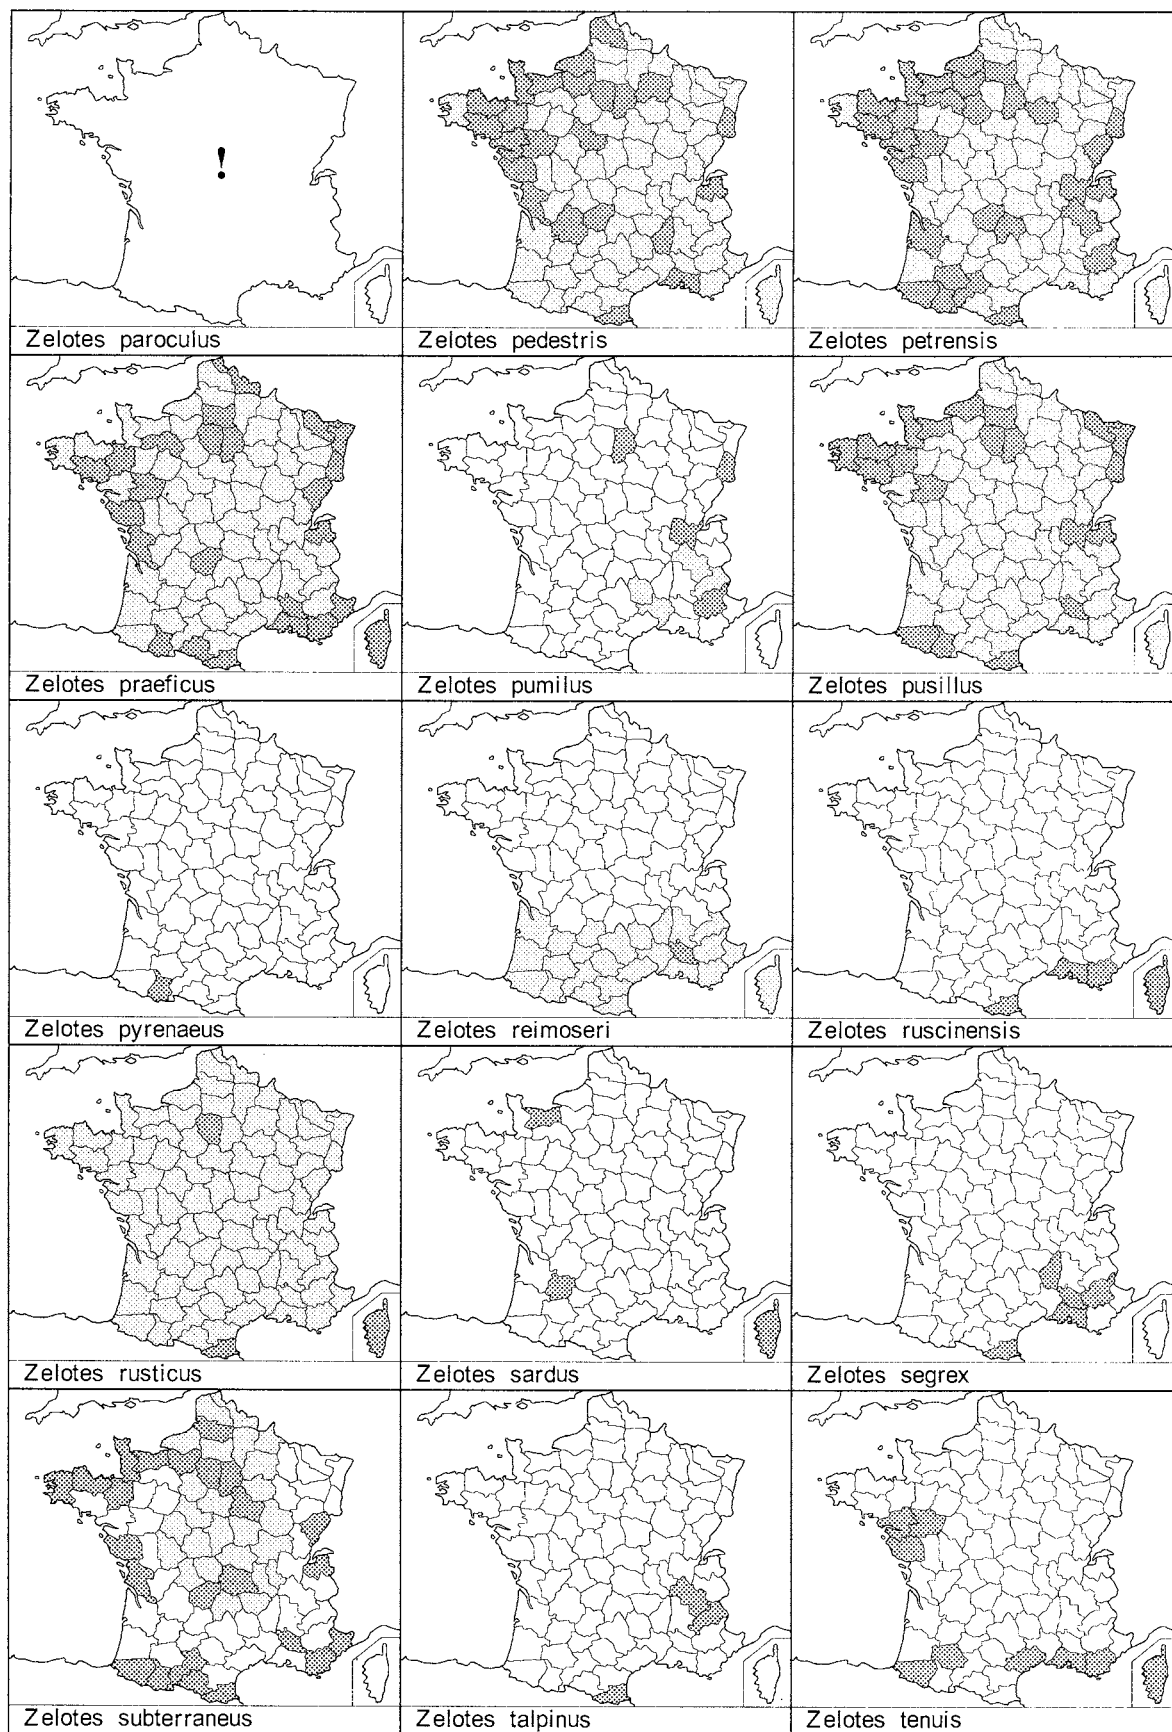 !
Zelotes paroculus
Zelotes pedestris
Zelotes petrensis
Zelotes praeficus
Zelotes pumilus
Zelotes pusillus
Zelotes pyrenaeus
Zelotes reimoseri
Zelotes ruscinensis
Zelotes rusticus
Zelotes sardus
Zelotes segrex
Zelotes subterraneus
Zelotes talpinus
Zelotes tenuis